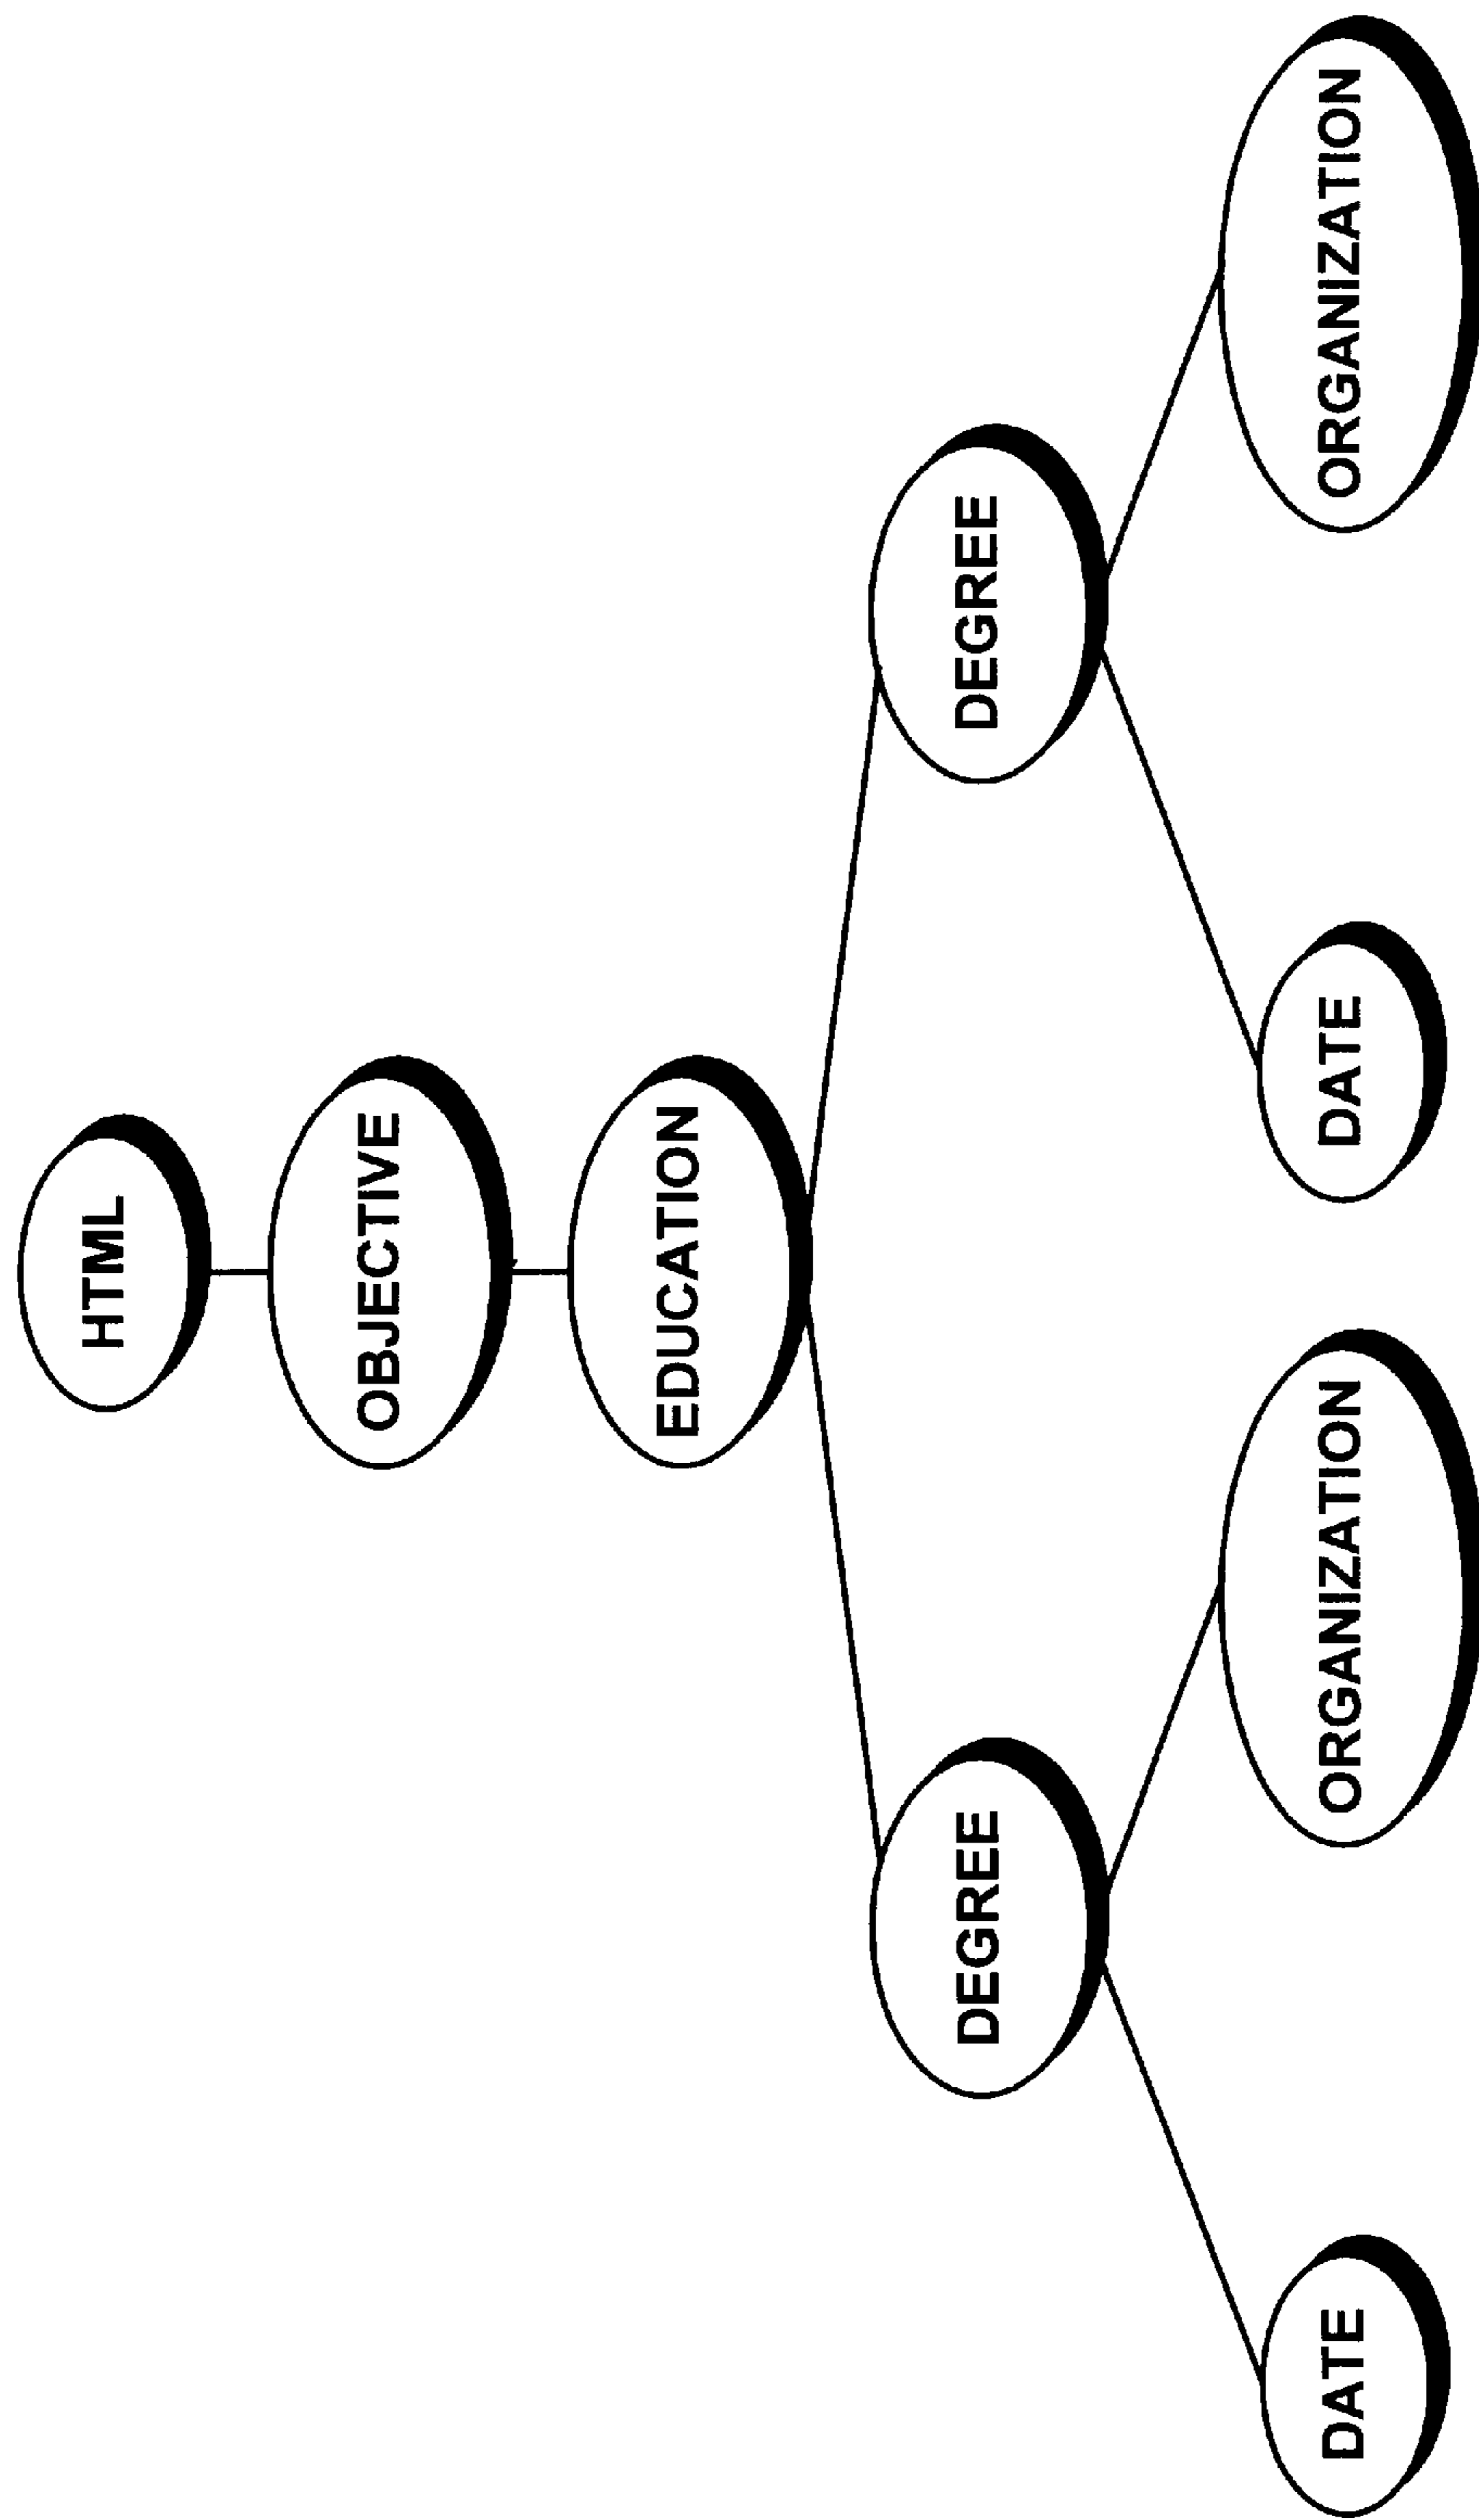 HTML
OBJECTIVE
EDUCATION
DEGREE
DEGREE
DATE
ORGANIZATION
DATE
ORGANIZATION